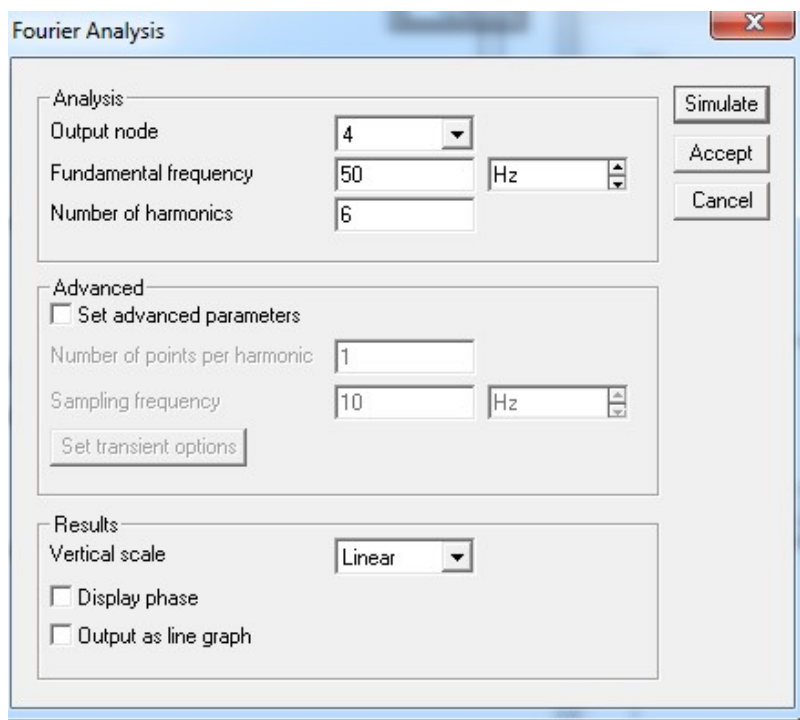 Fourier Analysis
Analysis
Output node 4
Fundamental frequency 50 Hz
Number of harmonics 6
Simulate
Accept
Cancel
Advanced
Set advanced parameters
Number of points per harmonic 1
Sampling frequency 10 Hz
Set transient options
Results
Vertical scale Linear
Display phase
Output as line graph